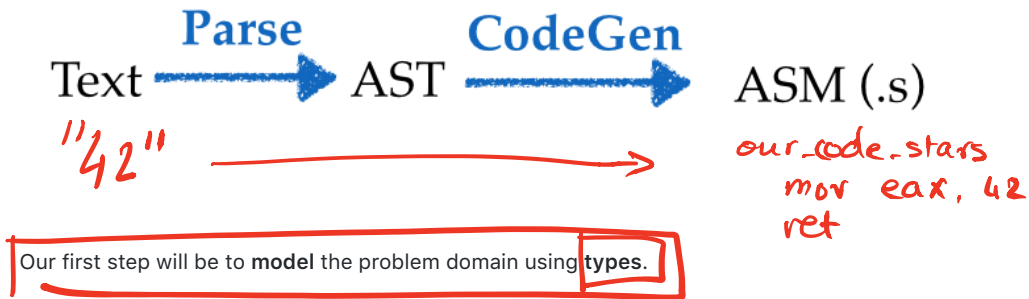 Parse CodeGen
Text AST ASM (.s)
"42"
our_code_stars
mov eax, 42
ret
Our first step will be to model the problem domain using types.